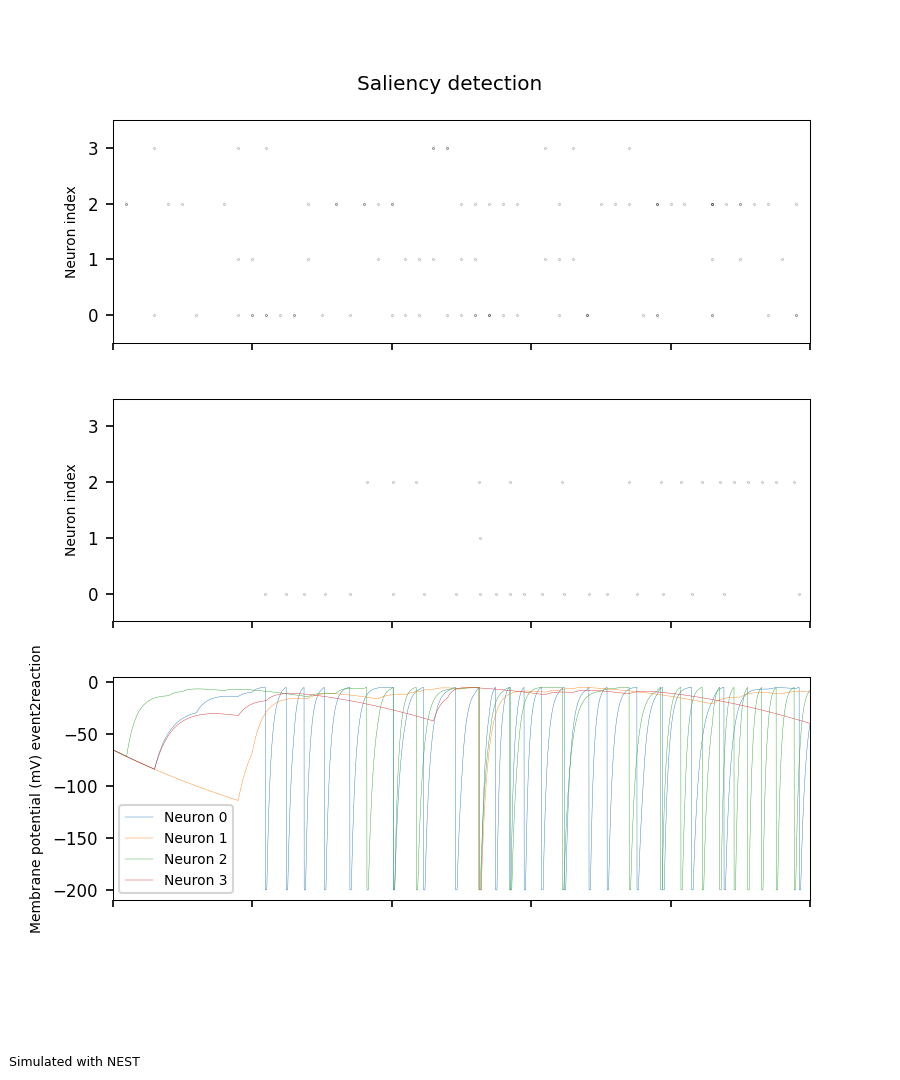 Saliency detection
3
2
1
0
Neuron index
3
2
1
0
Neuron index
0
−50
−100
−150
−200
Membrane potential (mV) event2reaction
Neuron 0
Neuron 1
Neuron 2
Neuron 3
Simulated with NEST